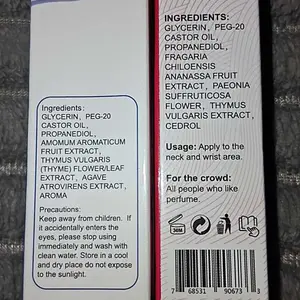 Ingredients:
GLYCERIN, PEG-20
CASTOR OIL,
PROPANEDIOL,
AMOMUM AROMATICUM
FRUIT EXTRACT,
THYMUS VULGARIS
(THYME) FLOWER/LEAF
EXTRACT, AGAVE
ATROVIRENS EXTRACT,
AROMA
Precautions:
Keep away from children. If
it accidentally enters the
eyes, please stop using
immediately and wash with
clean water. Store in a cool
and dry place do not expose
to the sunlight.
INGREDIENTS:
GLYCERIN, PEG-20
CASTOR OIL,
PROPANEDIOL,
FRAGARIA
CHILOENSIS
ANANASSA FRUIT
EXTRACT, PAEONIA
SUFFRUTICOSA
FLOWER, THYMUS
VULGARIS EXTRACT,
CEDROL
Usage: Apply to the
neck and wrist area.
For the crowd:
All people who like
perfume.
7 68531 90673 3